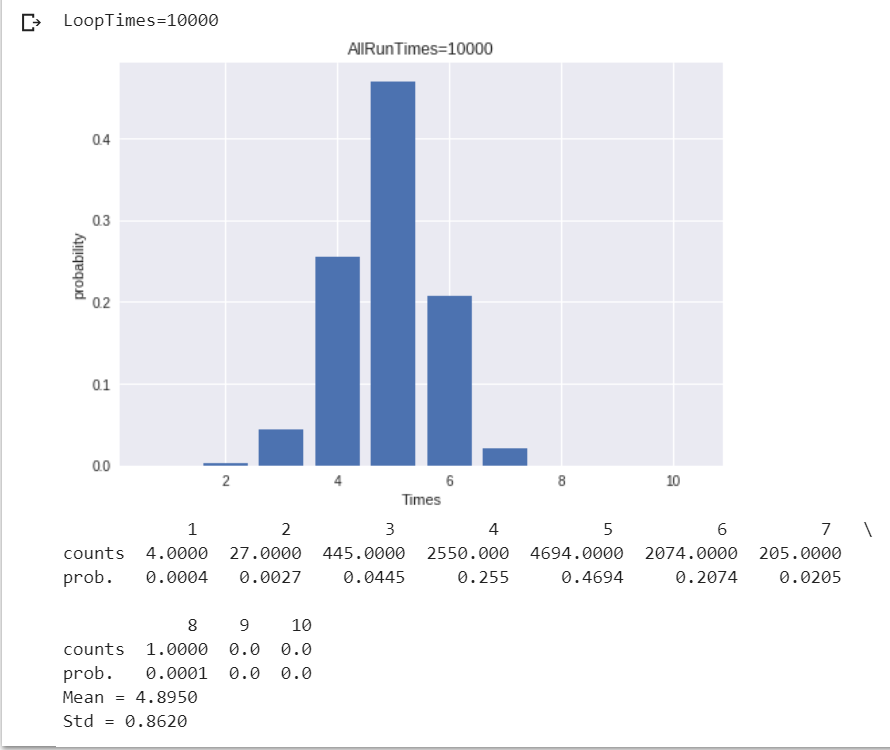 LoopTimes=10000
AllRunTimes=10000
probability
0.4
0.3
0.2
0.1
0.0
2 4 6 8 10
Times
1 2 3 4 5 6 7 \
counts 4.0000 27.0000 445.0000 2550.000 4694.0000 2074.0000 205.0000
prob. 0.0004 0.0027 0.0445 0.255 0.4694 0.2074 0.0205
8 9 10
counts 1.0000 0.0 0.0
prob. 0.0001 0.0 0.0
Mean = 4.8950
Std = 0.8620